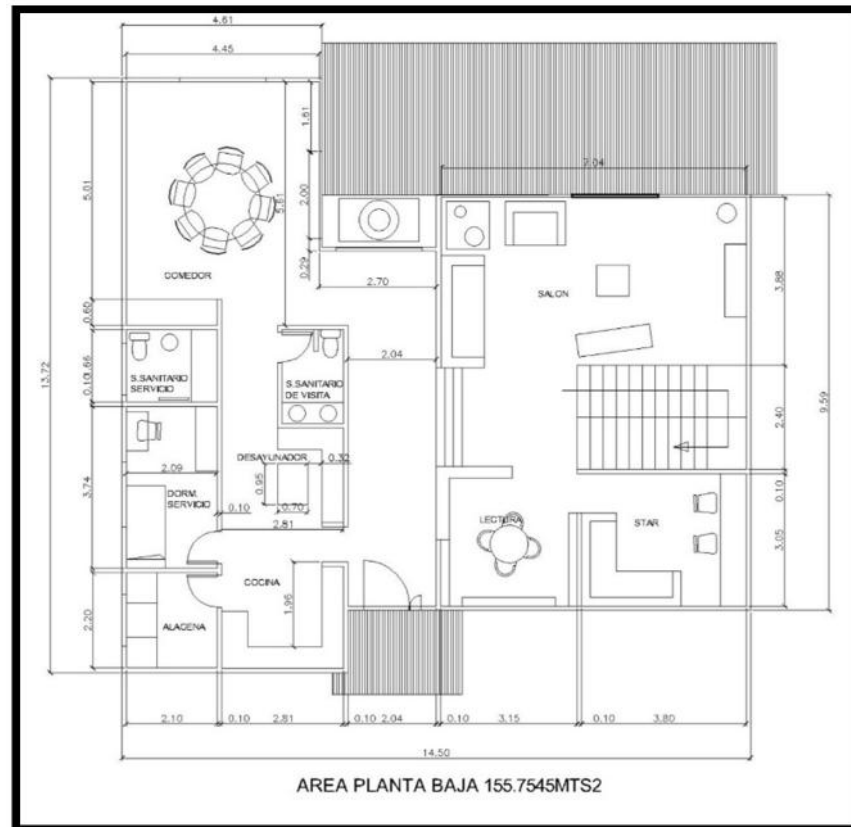 4.61
4.45
1.81
7.04
5.01
5.61
2.00
COMEDOR
0.29
2.70
SALON
3.88
0.60
13.72
1.66
S.SANITARIO
SERVICIO
S.SANITARIO
DE VISITA
2.04
0.10
9.59
2.40
DESAYUNADOR
0.32
2.09
0.95
3.74
DORM.
SERVICIO
0.10
0.70
0.10
2.81
LECTURA
STAR
3.05
COCINA
1.96
ALACENA
2.20
2.10
0.10
2.81
0.10
2.04
0.10
3.15
0.10
3.80
14.50
AREA PLANTA BAJA 155.7545MTS2